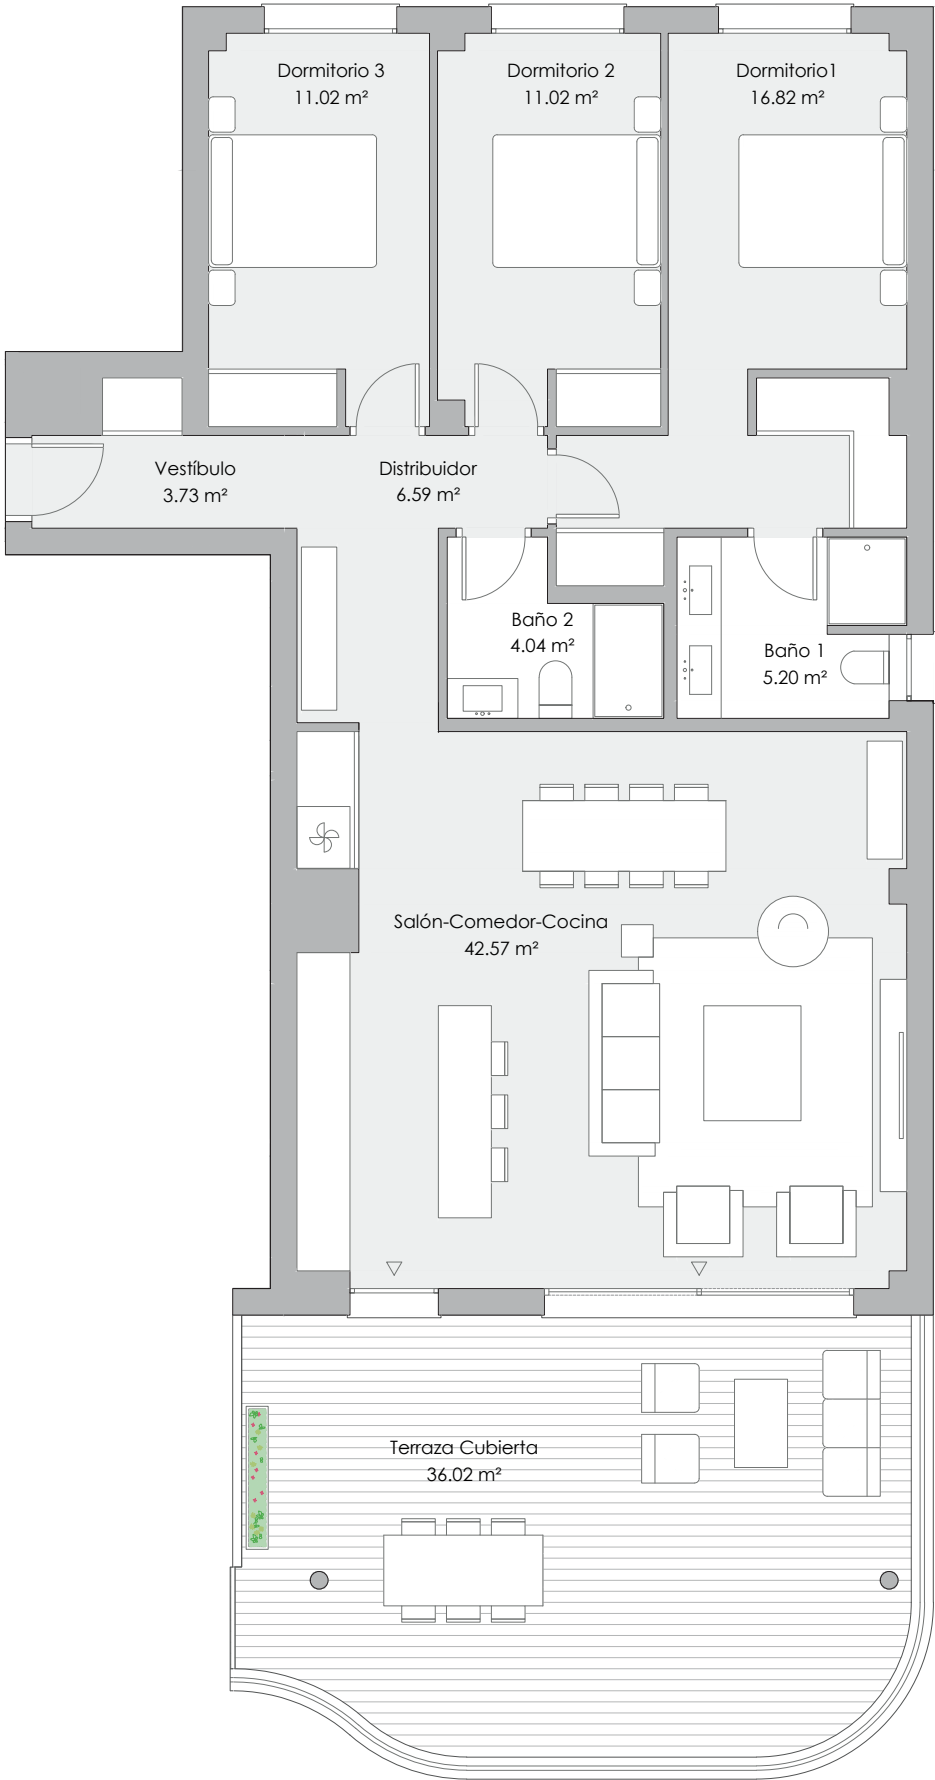 Dormitorio 3
11.02 m²
Dormitorio 2
11.02 m²
Dormitorio1
16.82 m²
Vestíbulo
3.73 m²
Distribuidor
6.59 m²
Baño 2
4.04 m²
Baño 1
5.20 m²
Salón-Comedor-Cocina
42.57 m²
Terraza Cubierta
36.02 m²